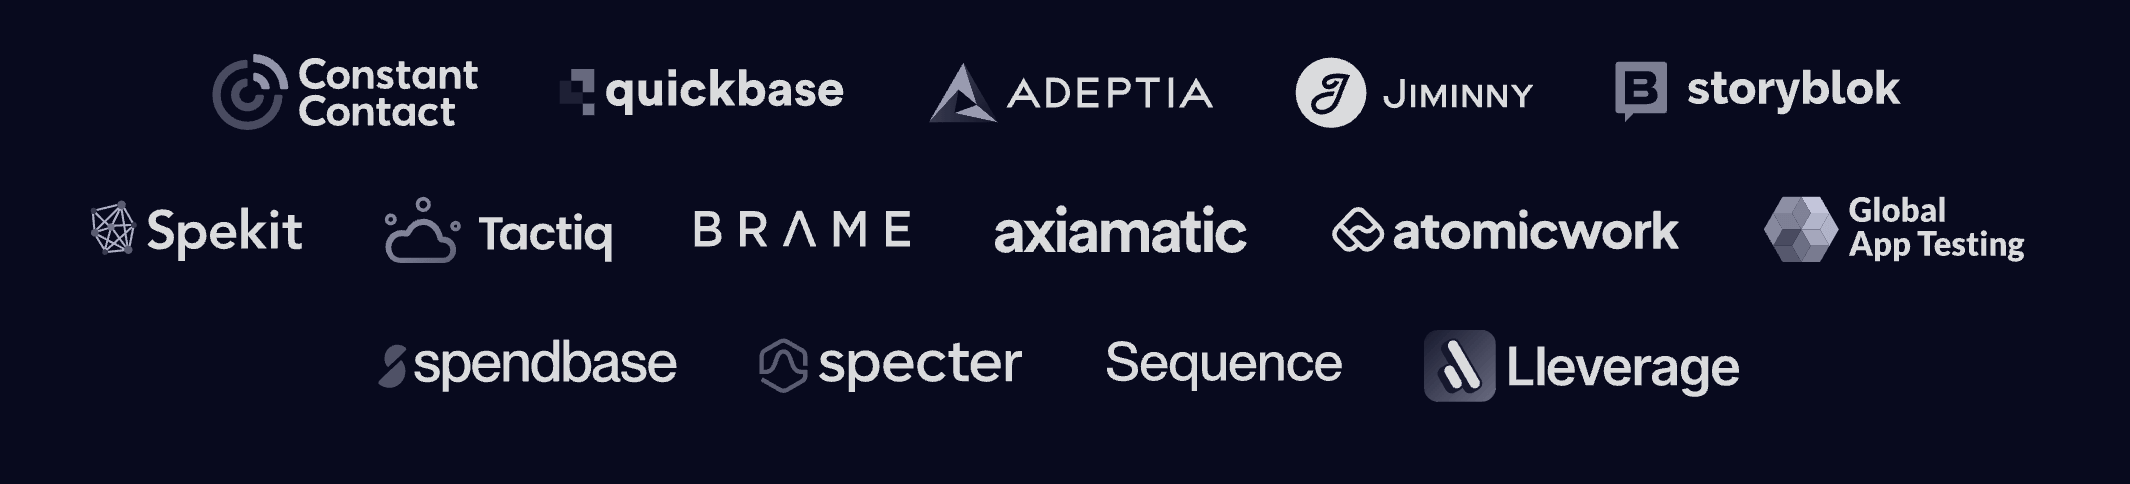 Constant
Contact
quickbase
ADEPTIA
J JIMINNY
B storyblok
Spekit
Tactiq
BRAME
axiamatic
atomicwork
Global
App Testing
spendbase
specter
Sequence
Lleverage